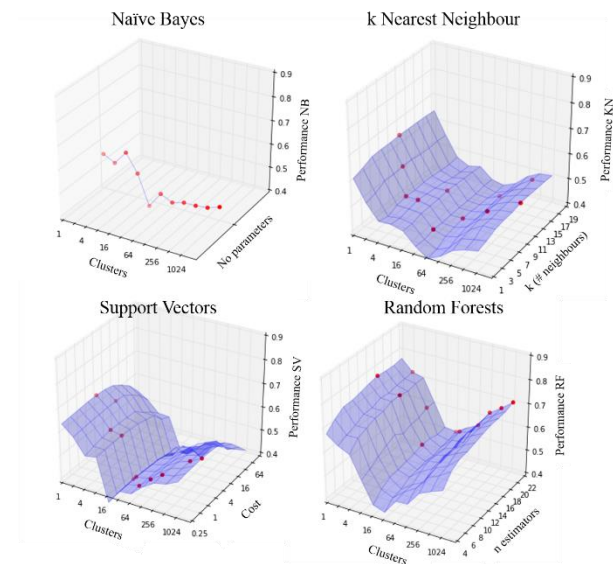 Naïve Bayes
0.9
0.8
0.7
0.6
0.5
0.4
Performance NB
1
4
16
64
256
1024
Clusters
No parameters
k Nearest Neighbour
0.9
0.8
0.7
0.6
0.5
0.4
Performance KN
1
4
16
64
256
1024
Clusters
1 3 5 7 9 11 13 15 17 19
k (# neighbours)
Support Vectors
0.9
0.8
0.7
0.6
0.5
0.4
Performance SV
1
4
16
64
256
1024
Clusters
0.25
1
4
16
64
Cost
Random Forests
0.9
0.8
0.7
0.6
0.5
0.4
Performance RF
1
4
16
64
256
1024
Clusters
4 6 8 10 12 14 16 18 20 22
n estimators